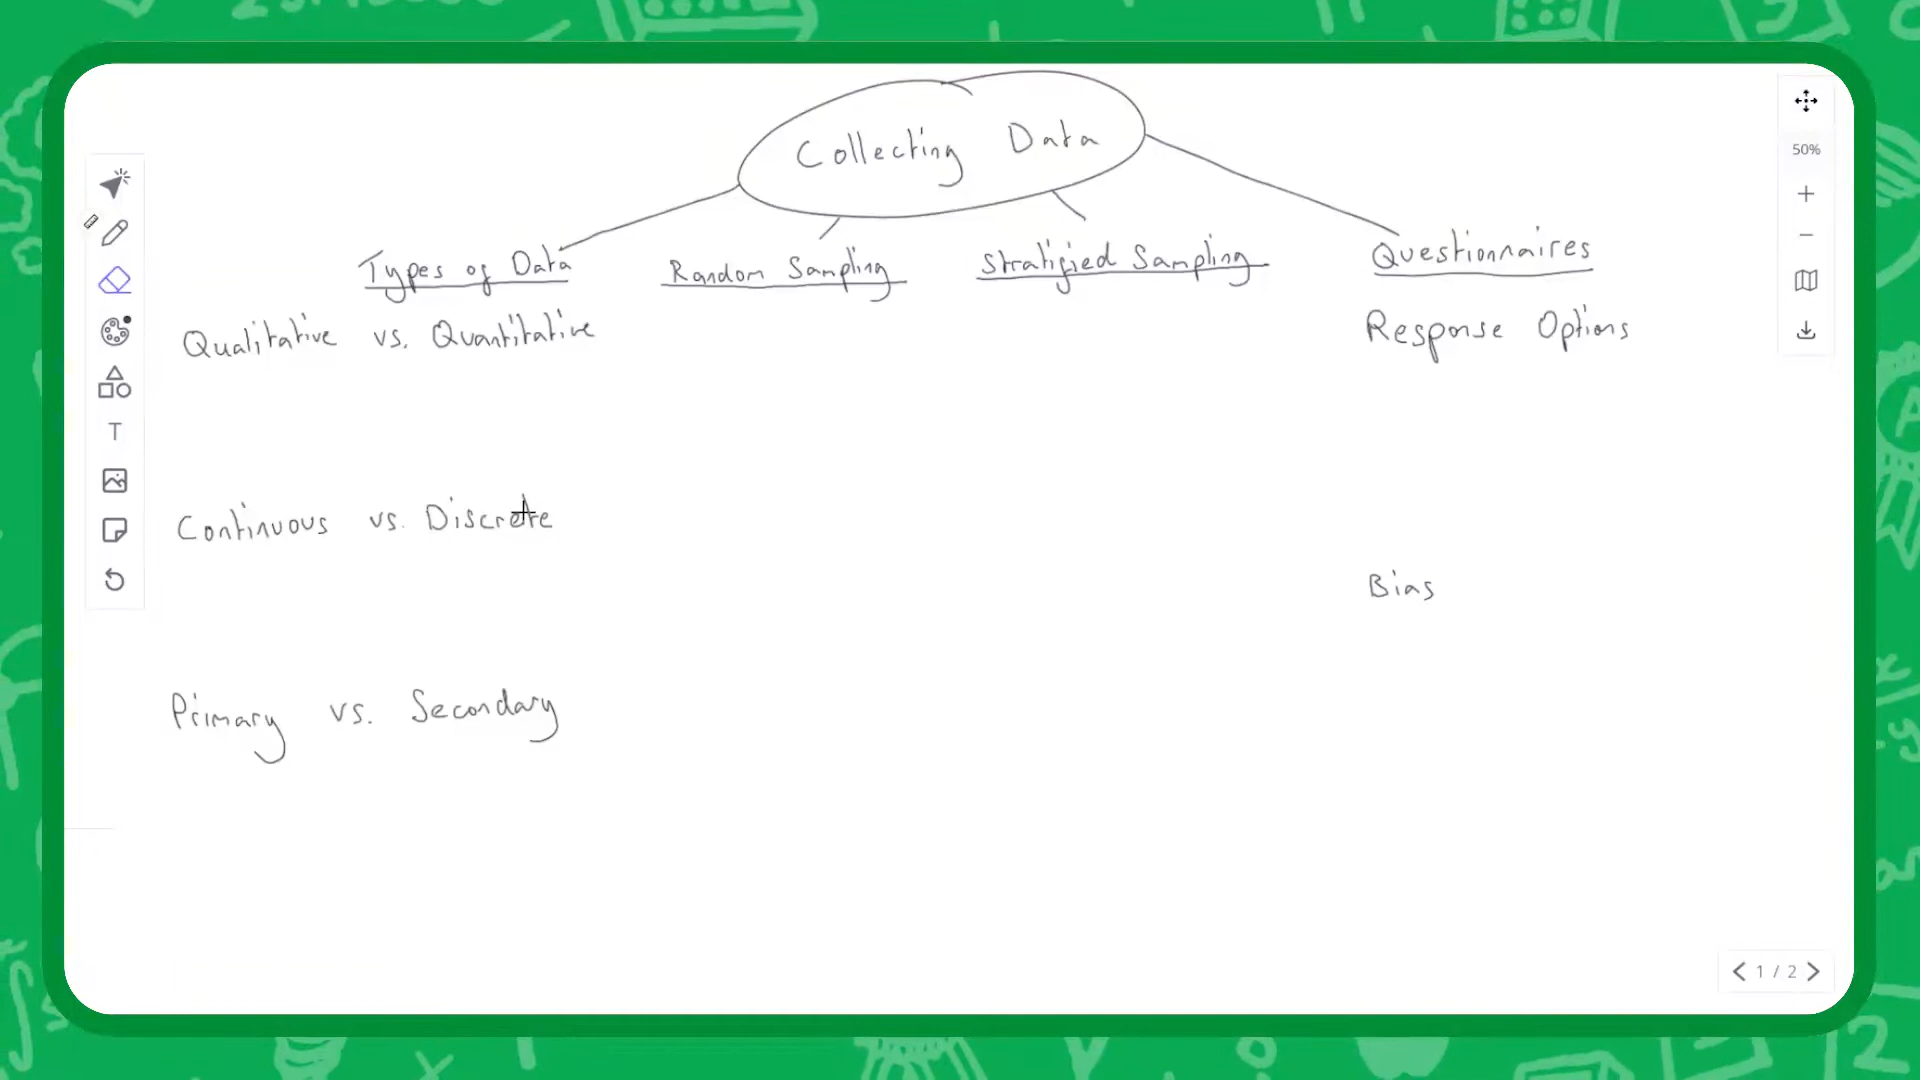 Collecting Data
Types of Data
Random Sampling
Stratified Sampling
Questionnaires
Qualitative vs. Quantitative
Response Options
Continuous vs. Discrete
Bias
Primary vs. Secondary
50%
T
1 / 2